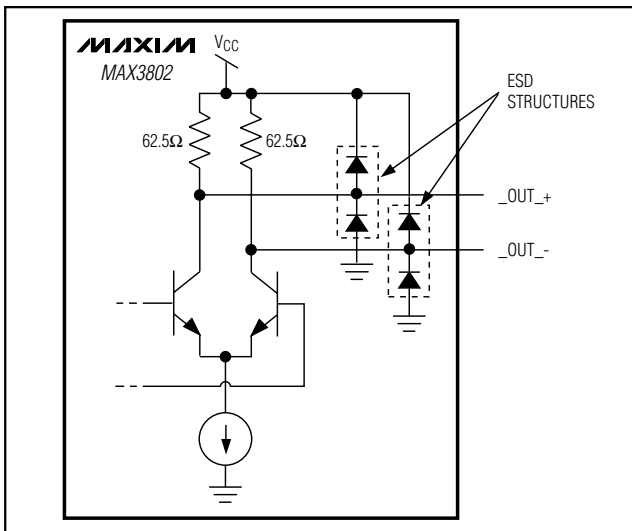 MAXIM
MAX3802
VCC
ESD
STRUCTURES
62.5Ω
62.5Ω
_OUT_+
_OUT_-